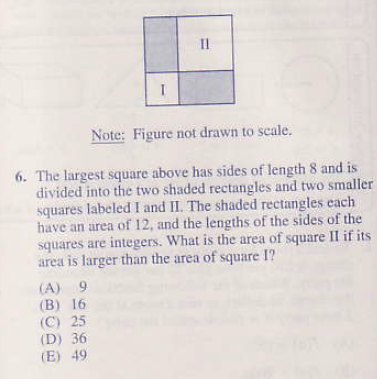 II
I
Note: Figure not drawn to scale.
6. The largest square above has sides of length 8 and is
divided into the two shaded rectangles and two smaller
squares labeled I and II. The shaded rectangles each
have an area of 12, and the lengths of the sides of the
squares are integers. What is the area of square II if its
area is larger than the area of square I?
(A) 9
(B) 16
(C) 25
(D) 36
(E) 49